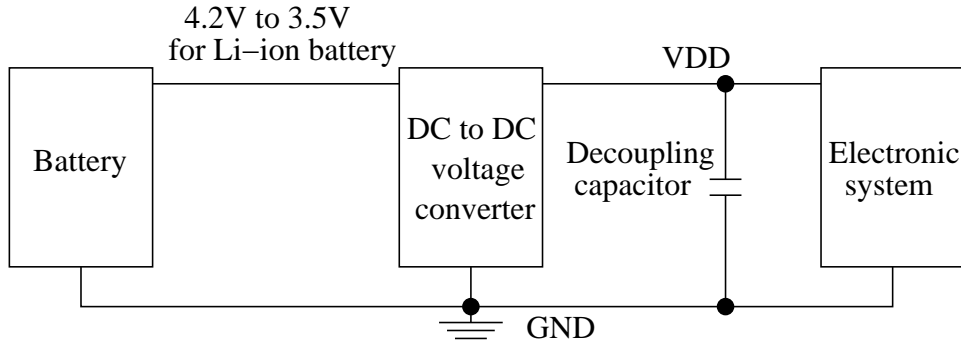 4.2V to 3.5V
for Li−ion battery
VDD
Battery
DC to DC
voltage
converter
Decoupling
capacitor
Electronic
system
GND